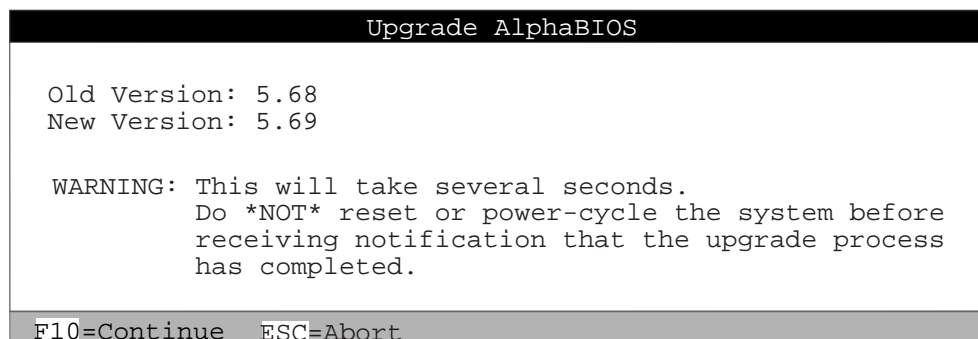 Upgrade AlphaBIOS
Old Version: 5.68
New Version: 5.69
WARNING: This will take several seconds.
Do *NOT* reset or power-cycle the system before
receiving notification that the upgrade process
has completed.
F10=Continue ESC=Abort